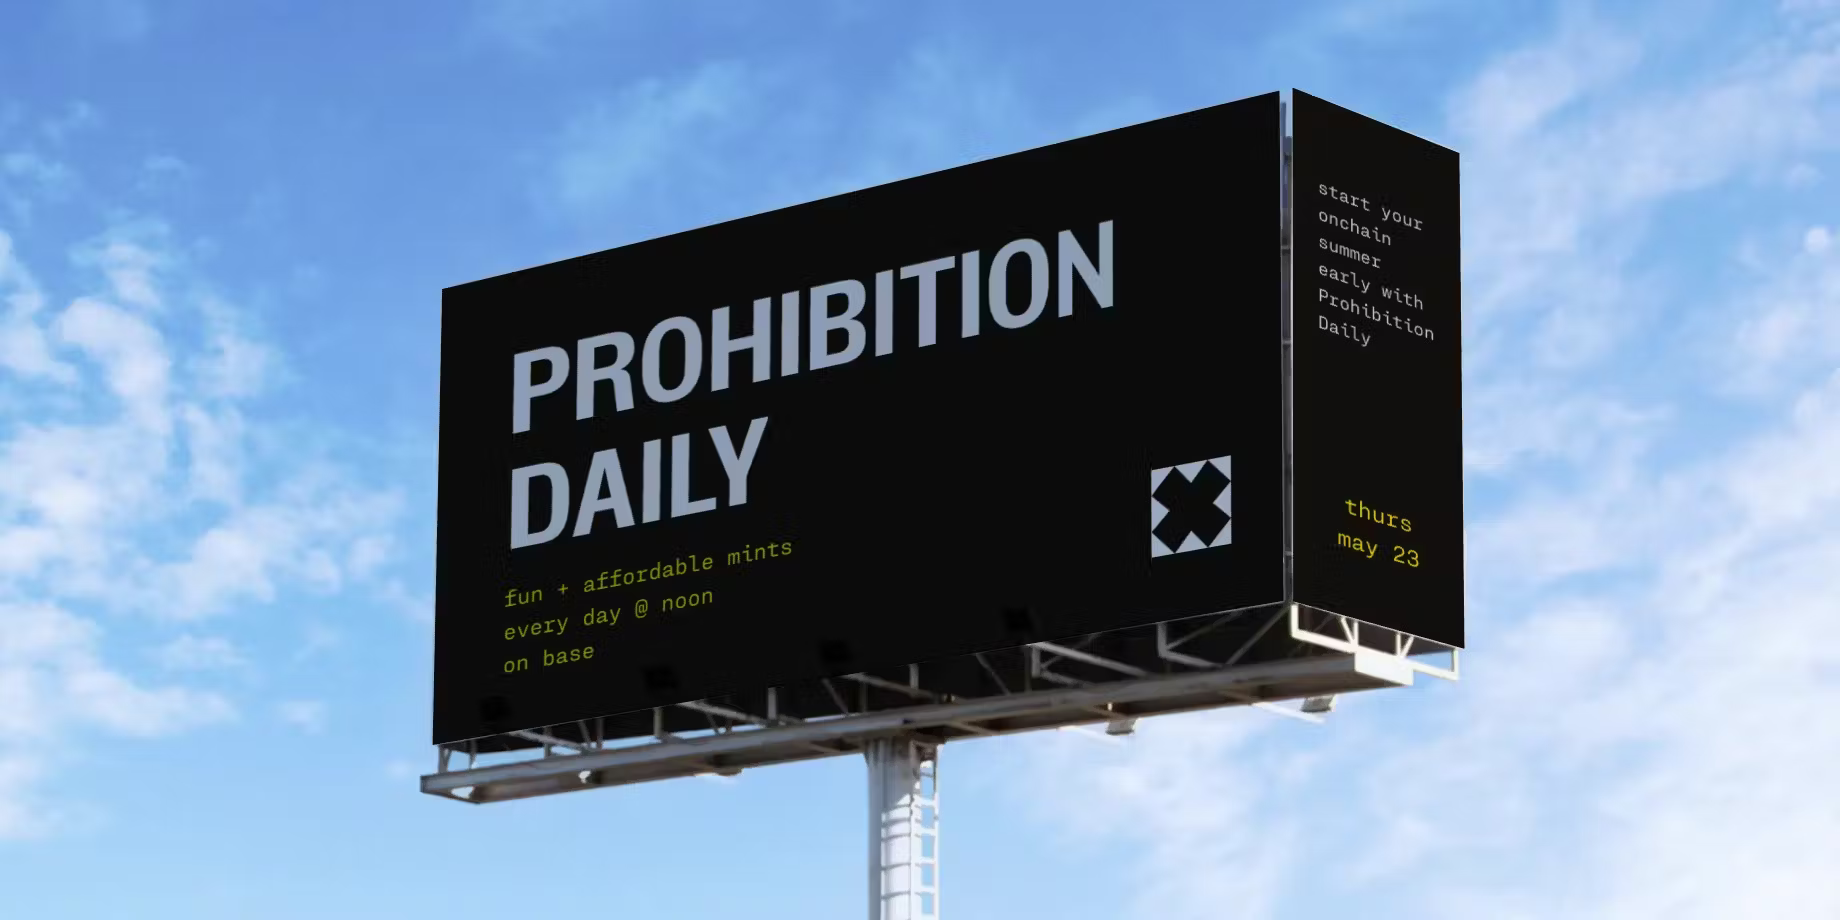 PROHIBITION
DAILY
fun + affordable mints
every day @ noon
on base
start your
onchain
summer
early with
Prohibition
Daily
thurs
may 23